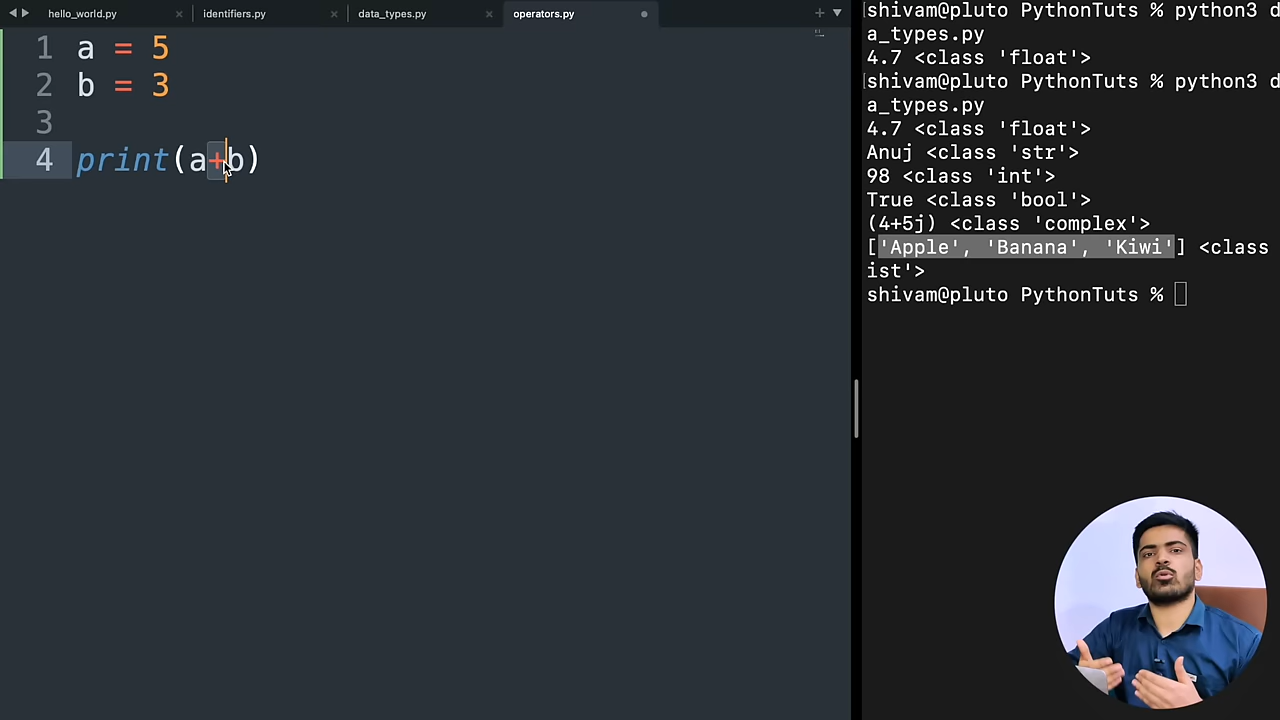 hello_world.py
identifiers.py
data_types.py
operators.py
1 a = 5
2 b = 3
3
4 print(a+b)
shivam@pluto PythonTuts % python3 d
a_types.py
4.7 <class 'float'>
shivam@pluto PythonTuts % python3 d
a_types.py
4.7 <class 'float'>
Anuj <class 'str'>
98 <class 'int'>
True <class 'bool'>
(4+5j) <class 'complex'>
['Apple', 'Banana', 'Kiwi'] <class
ist'>
shivam@pluto PythonTuts %